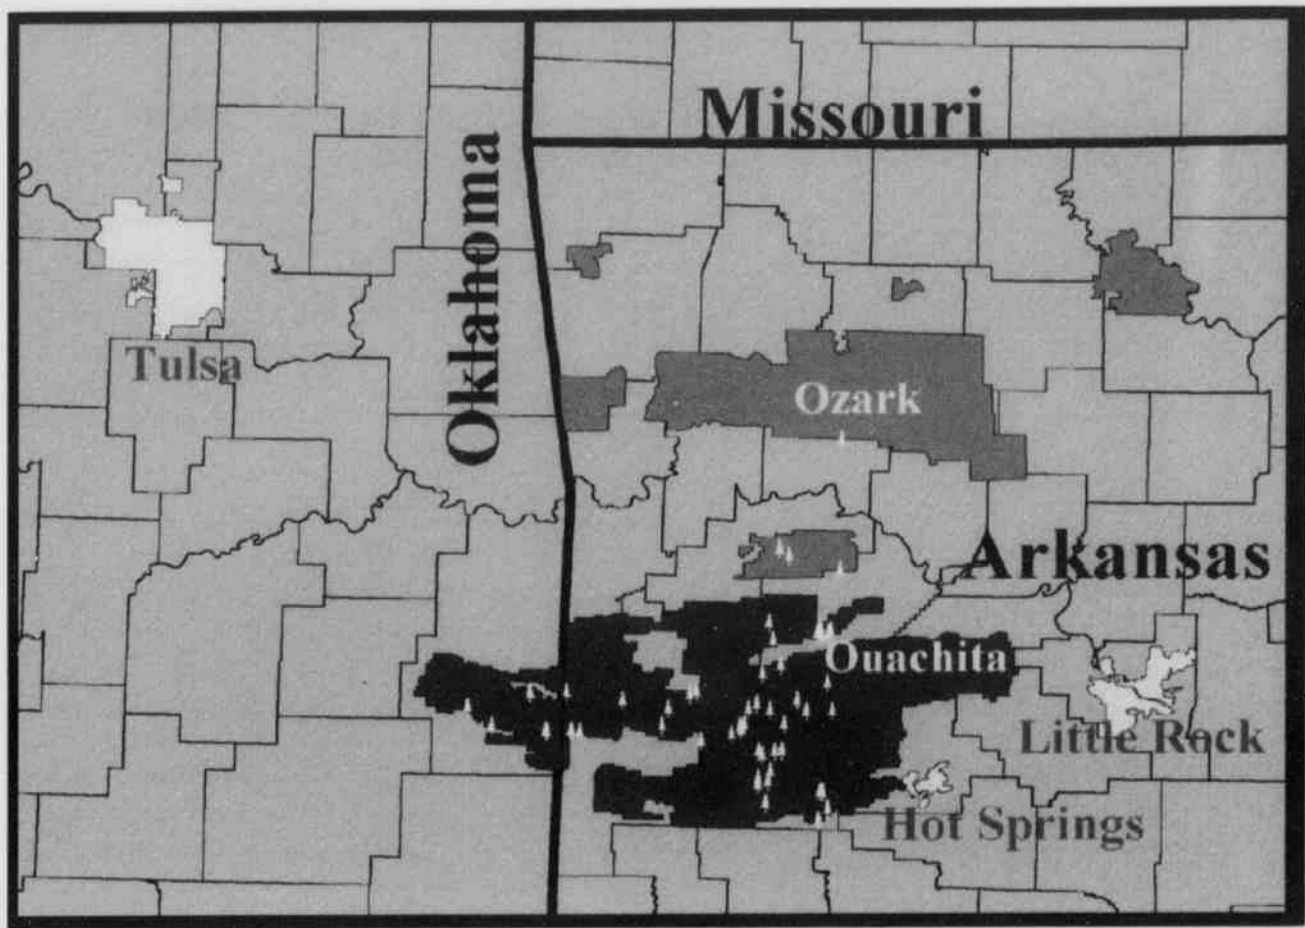 Missouri
Oklahoma
Tulsa
Ozark
Arkansas
Ouachita
Little Rock
Hot Springs